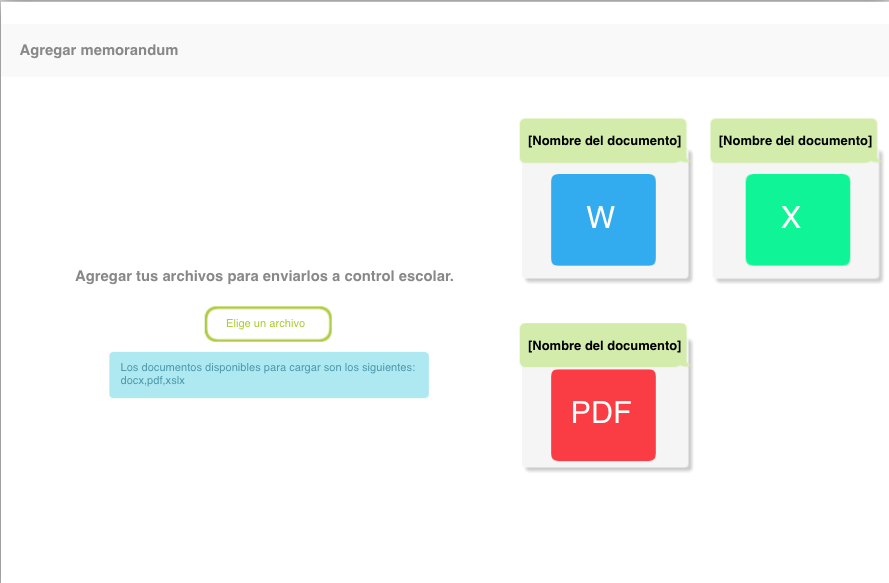 Agregar memorandum
Agregar tus archivos para enviarlos a control escolar.
Elige un archivo
Los documentos disponibles para cargar son los siguientes:
docx,pdf,xslx
[Nombre del documento]
W
[Nombre del documento]
X
[Nombre del documento]
PDF